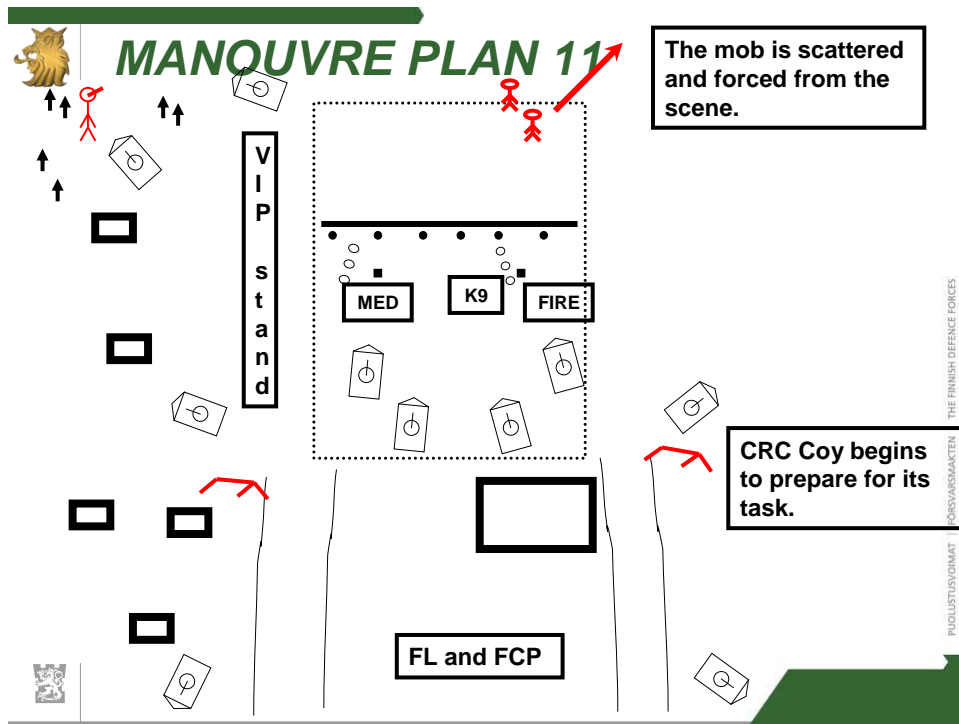 MANOUVRE PLAN 11
The mob is scattered
and forced from the
scene.
V
I
P
s
t
a
n
d
MED
K9
FIRE
CRC Coy begins
to prepare for its
task.
FL and FCP
PUOLUSTUSVOIMAT | FÖRSVARSMAKTEN THE FINNISH DEFENCE FORCES